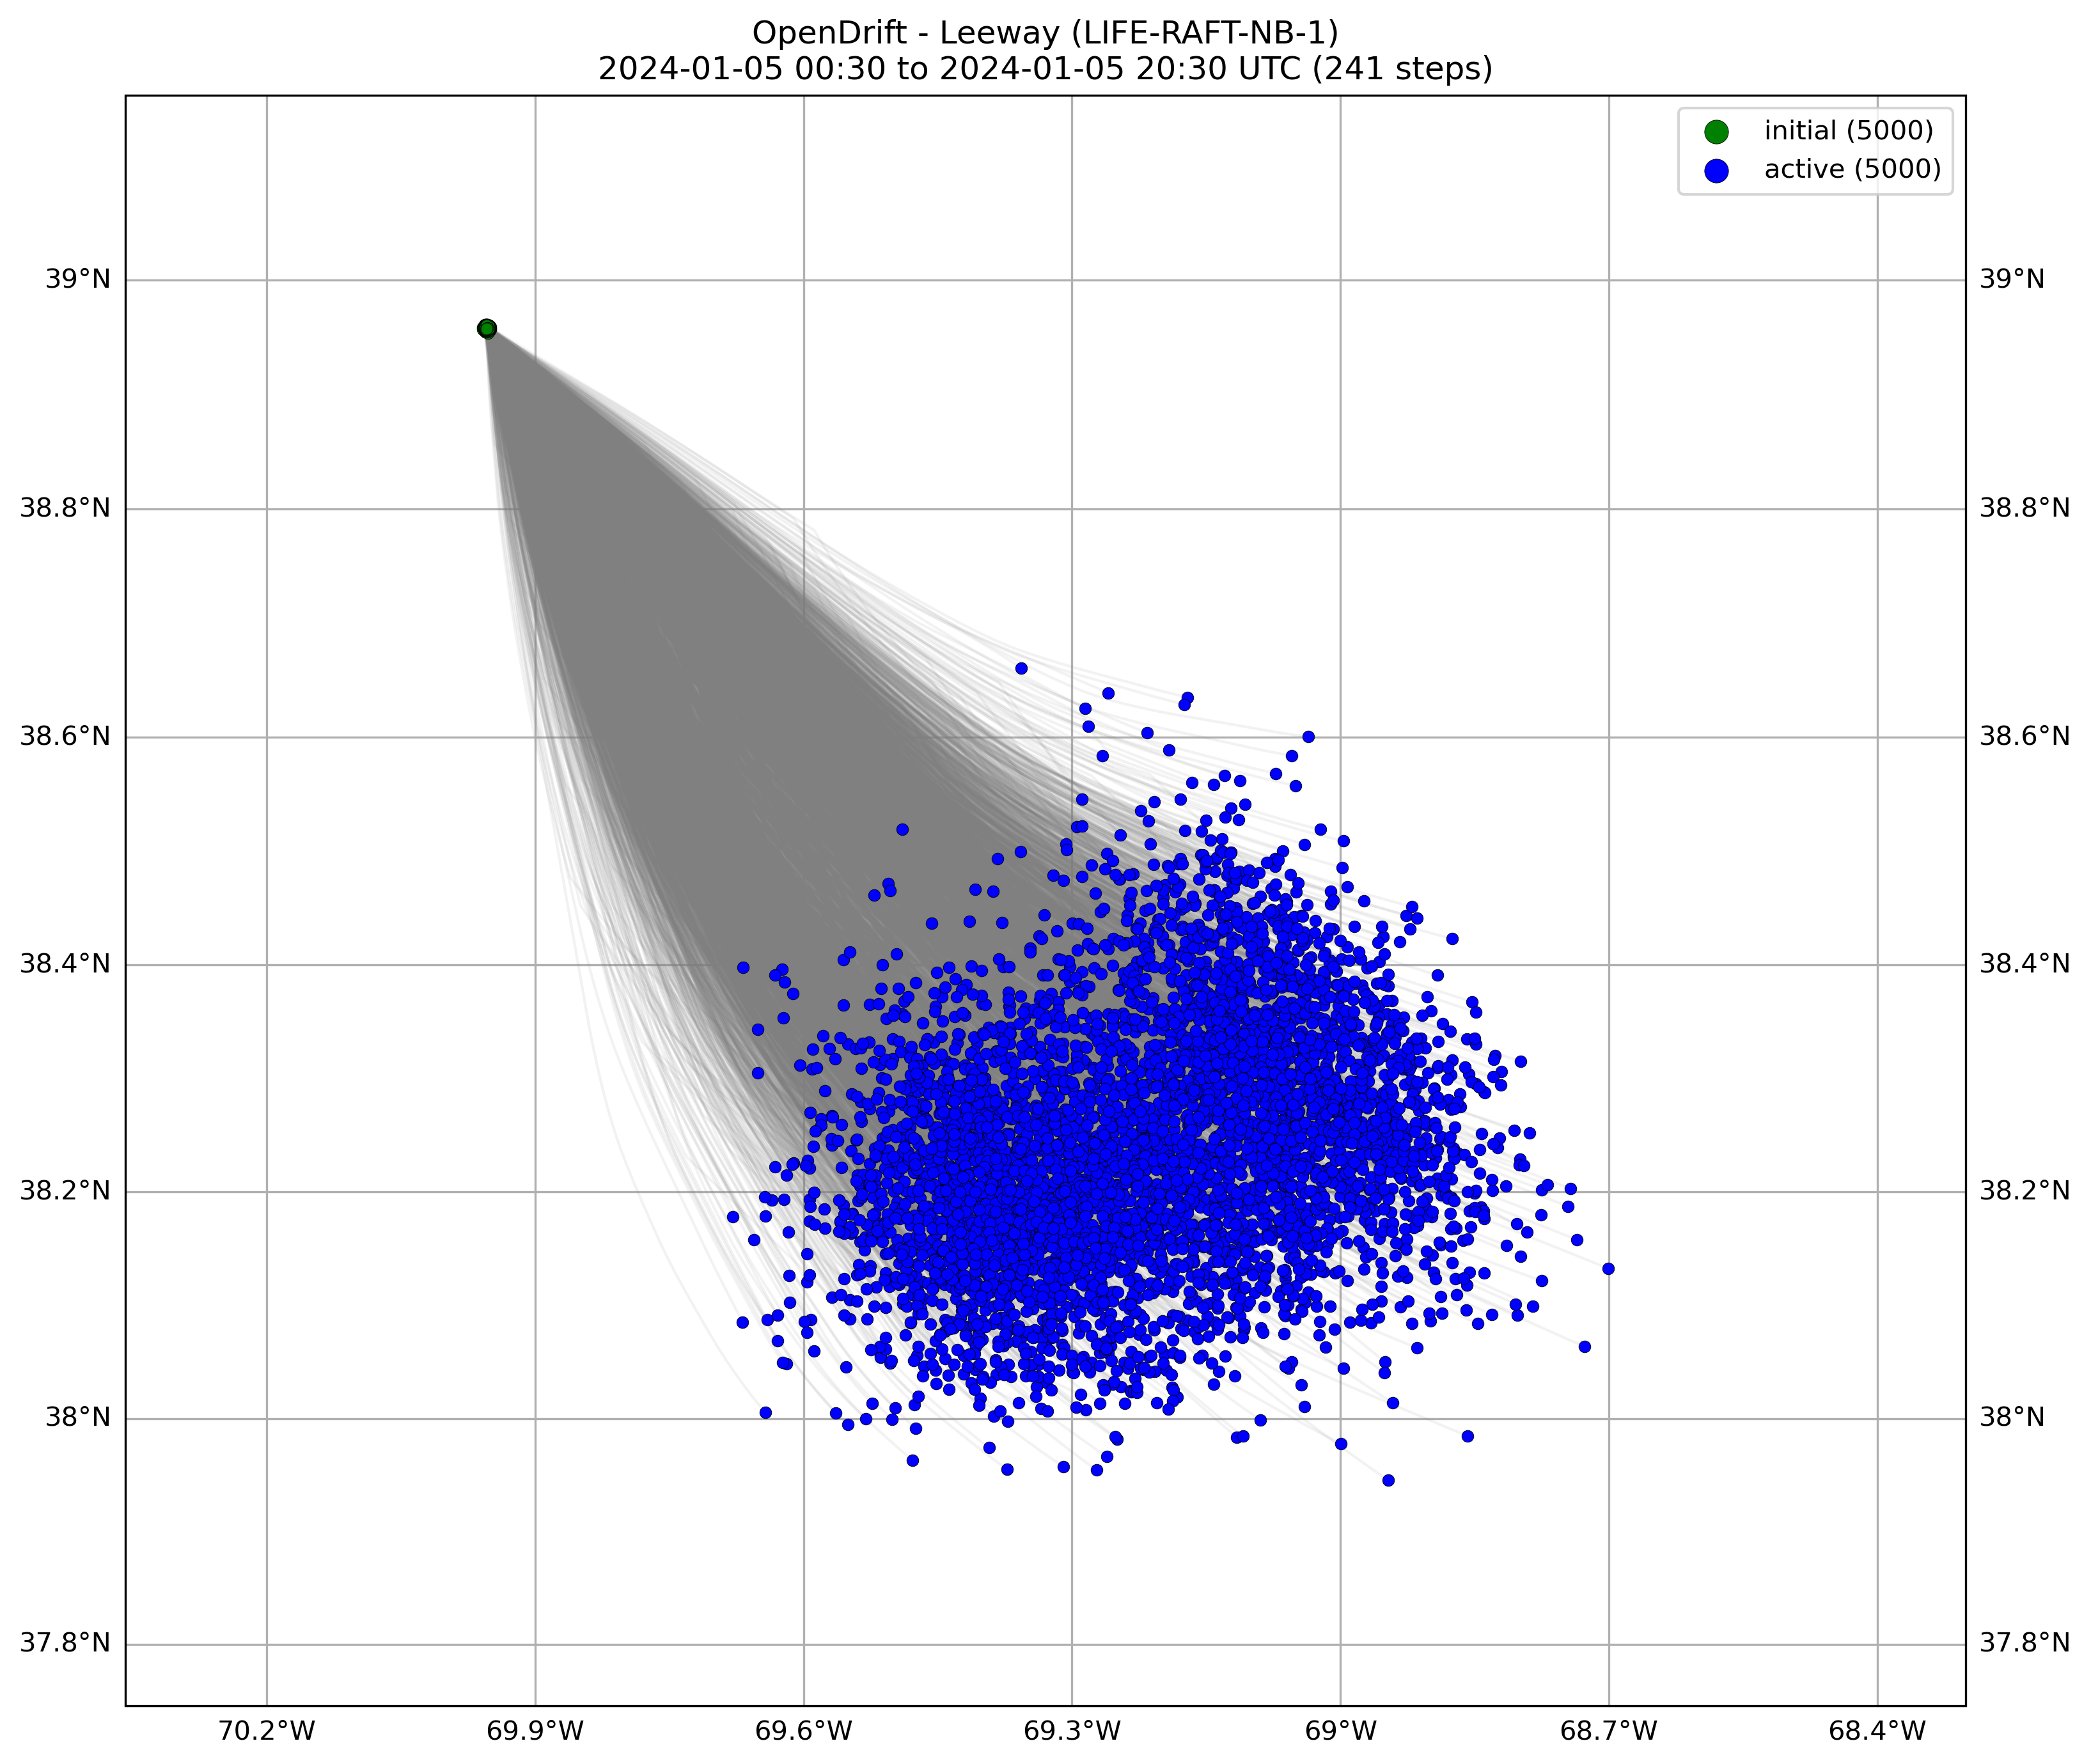 OpenDrift - Leeway (LIFE-RAFT-NB-1)
2024-01-05 00:30 to 2024-01-05 20:30 UTC (241 steps)
initial (5000)
active (5000)
39°N 39°N
38.8°N 38.8°N
38.6°N 38.6°N
38.4°N 38.4°N
38.2°N 38.2°N
38°N 38°N
37.8°N 37.8°N
70.2°W 69.9°W 69.6°W 69.3°W 69°W 68.7°W 68.4°W